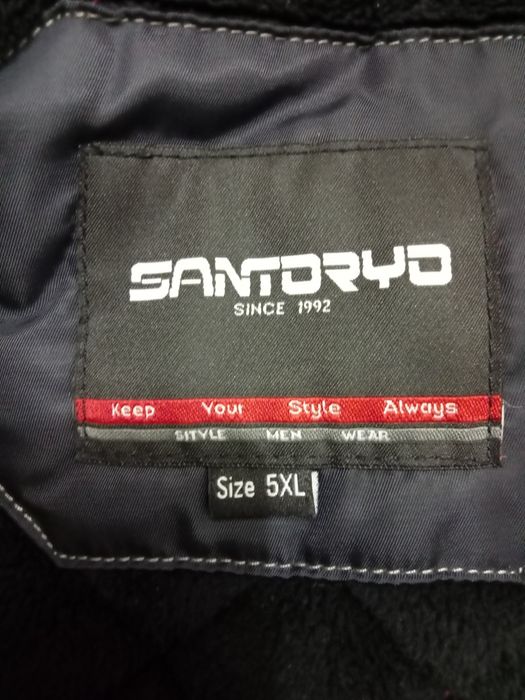 SANTORYO
SINCE 1992
Keep Your Style Always
SITYLE MEN WEAR
Size 5XL